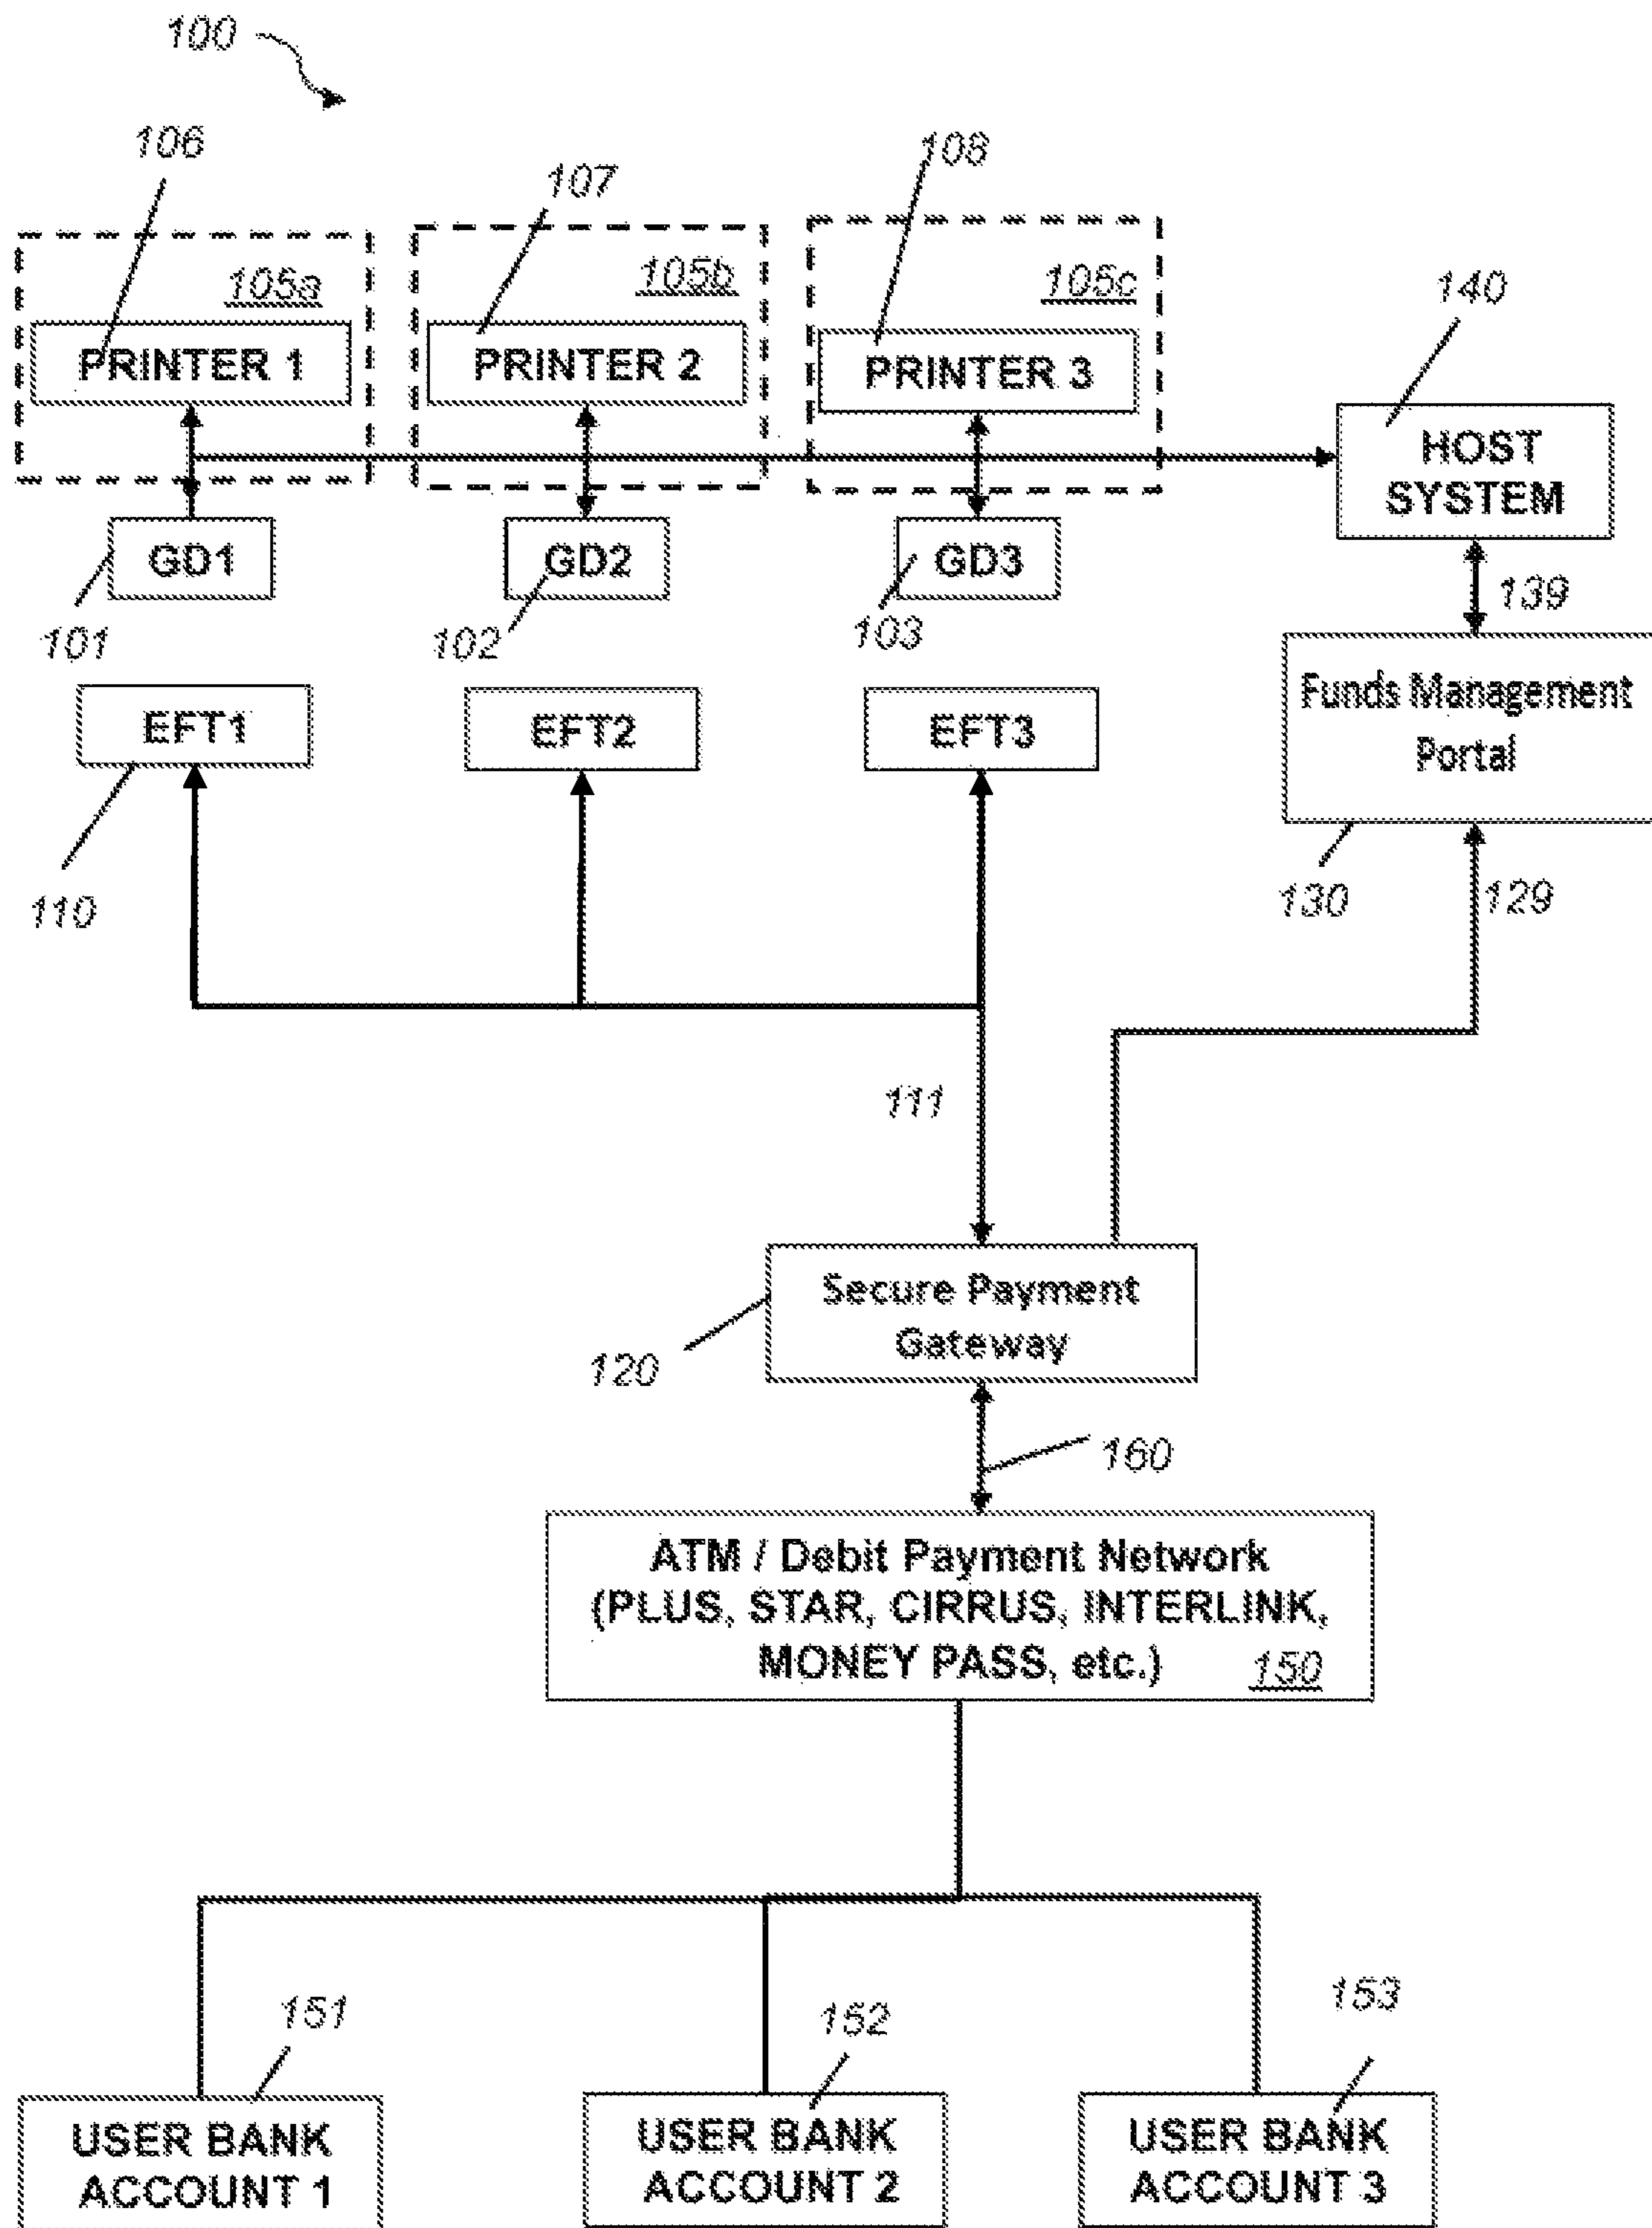 100
106
107
108
105a
105b
105c
140
PRINTER 1
PRINTER 2
PRINTER 3
HOST
SYSTEM
GD1
GD2
GD3
139
101
102
103
EFT1
EFT2
EFT3
Funds Management
Portal
110
130
129
111
Secure Payment
Gateway
120
160
ATM / Debit Payment Network
(PLUS, STAR, CIRRUS, INTERLINK,
MONEY PASS, etc.)
150
151
152
153
USER BANK
ACCOUNT 1
USER BANK
ACCOUNT 2
USER BANK
ACCOUNT 3